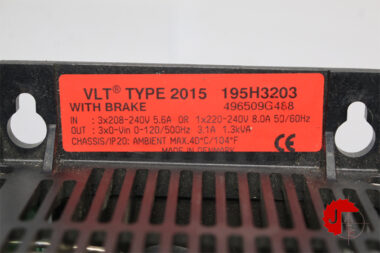 VLT® TYPE 2015 195H3203
WITH BRAKE 496509G488
IN : 3x208-240V 5.6A OR 1x220-240V 8.0A 50/60Hz
OUT : 3x0-Vin 0-120/500Hz 3.1A 1.3kVA
CHASSIS/IP20: AMBIENT MAX.40°C/104°F
MADE IN DENMARK
CE